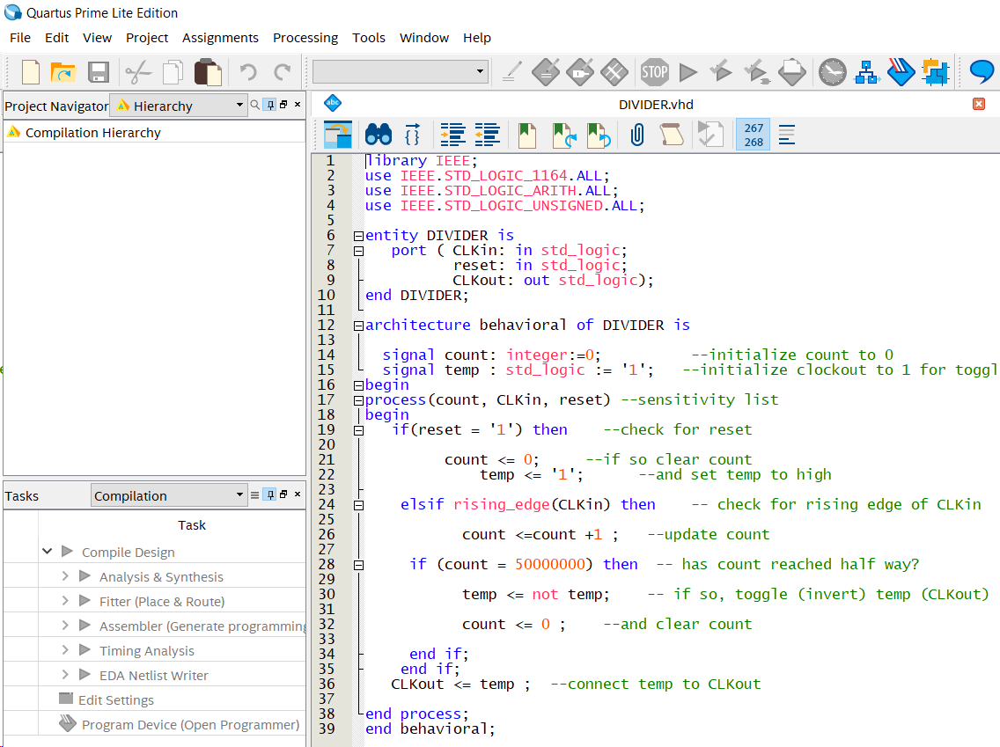 Quartus Prime Lite Edition
File Edit View Project Assignments Processing Tools Window Help
STOP
Project Navigator Hierarchy
Compilation Hierarchy
Tasks Compilation
Task
Compile Design
Analysis & Synthesis
Fitter (Place & Route)
Assembler (Generate programming
Timing Analysis
EDA Netlist Writer
Edit Settings
Program Device (Open Programmer)
abc DIVIDER.vhd
267
268
1 library IEEE;
2 use IEEE.STD_LOGIC_1164.ALL;
3 use IEEE.STD_LOGIC_ARITH.ALL;
4 use IEEE.STD_LOGIC_UNSIGNED.ALL;
5
6 entity DIVIDER is
7 port ( CLKin: in std_logic;
8 reset: in std_logic;
9 CLKout: out std_logic);
10 end DIVIDER;
11
12 architecture behavioral of DIVIDER is
13
14 signal count: integer:=0; --initialize count to 0
15 signal temp : std_logic := '1'; --initialize clockout to 1 for toggl
16 begin
17 process(count, CLKin, reset) --sensitivity list
18 begin
19 if(reset = '1') then --check for reset
20
21 count <= 0; --if so clear count
22 temp <= '1'; --and set temp to high
23
24 elsif rising_edge(CLKin) then -- check for rising edge of CLKin
25
26 count <=count +1 ; --update count
27
28 if (count = 50000000) then -- has count reached half way?
29
30 temp <= not temp; -- if so, toggle (invert) temp (CLKout)
31
32 count <= 0 ; --and clear count
33
34 end if;
35 end if;
36 CLKout <= temp ; --connect temp to CLKout
37
38 end process;
39 end behavioral;